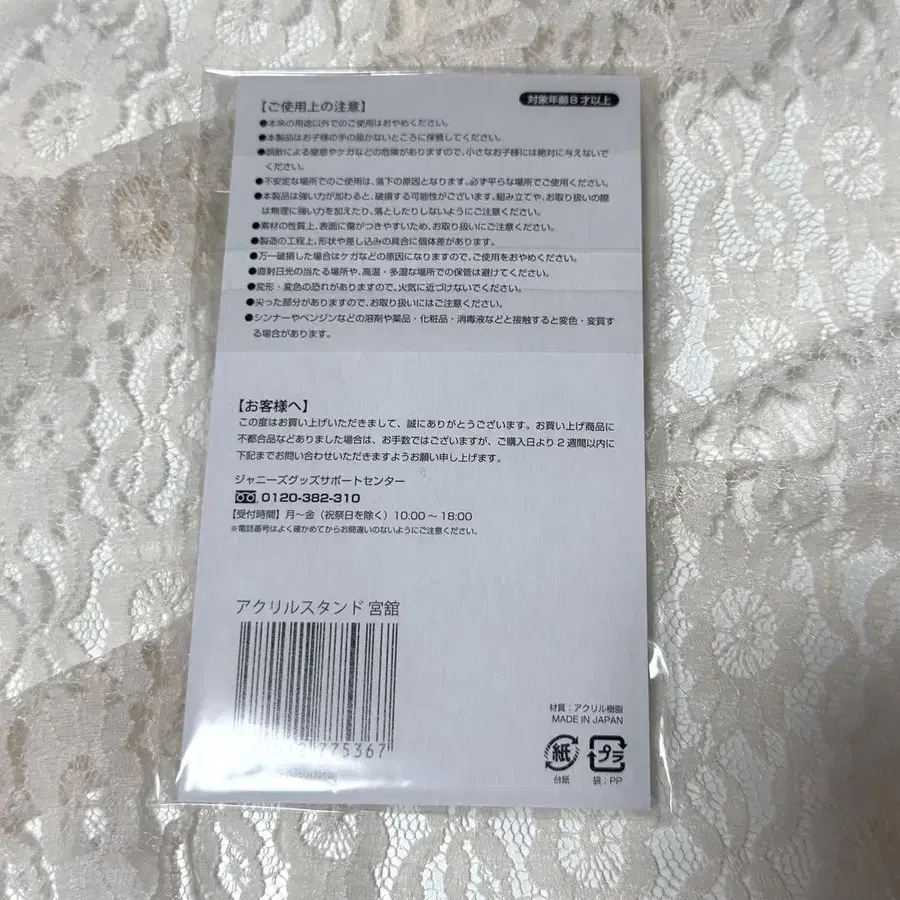 【ご使用上の注意】
対象年齢8才以上
●本来の用途以外でのご使用はおやめください。
●本製品はお子様の手の届かないところに保管してください。
●誤飲による窒息やケガなどの危険がありますので、小さなお子様には絶対に与えないで
ください。
●不安定な場所でのご使用は、落下の原因となります。必ず平らな場所でご使用ください。
●本製品は強い力が加わると、破損する可能性がございます。組み立てや、お取り扱いの際
は無理に強い力を加えたり、落としたりしないようにご注意ください。
●素材の性質上、表面に傷がつきやすいため、お取り扱いにご注意ください。
●製造の工程上、形状や差し込みの具合に個体差があります。
●万一破損した場合はケガなどの原因になりますので、ご使用をおやめください。
●直射日光の当たる場所や、高温・多湿な場所での保管は避けてください。
●変形・変色の恐れがありますので、火気に近づけないでください。
●尖った部分がありますので、お取り扱いにはご注意ください。
●シンナーやベンジンなどの溶剤や薬品・化粧品・消毒液などと接触すると変色・変質す
る場合があります。
【お客様へ】
この度はお買い上げいただきまして、誠にありがとうございます。お買い上げ商品に
不都合品などありました場合は、お手数ではございますが、ご購入日より2週間以内に
下記までお問い合わせいただきますようお願い申し上げます。
ジャニーズグッズサポートセンター
0120-382-310
【受付時間】月〜金（祝祭日を除く）10:00〜18:00
※電話番号はよく確かめてからお間違いのないようにご注意ください。
アクリルスタンド 宮舘
775367
材質：アクリル樹脂
MADE IN JAPAN
紙
プラ
台紙
袋：PP